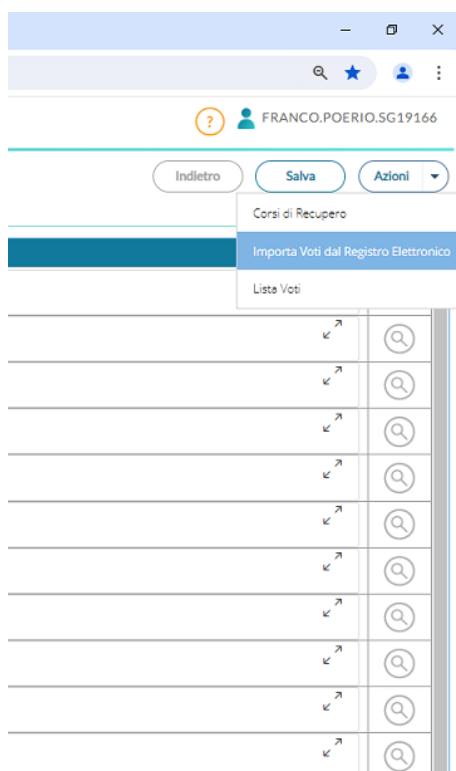 ?
FRANCO.POERIO.SG19166
Indietro
Salva
Azioni
Corsi di Recupero
Importa Voti dal Registro Elettronico
Lista Voti